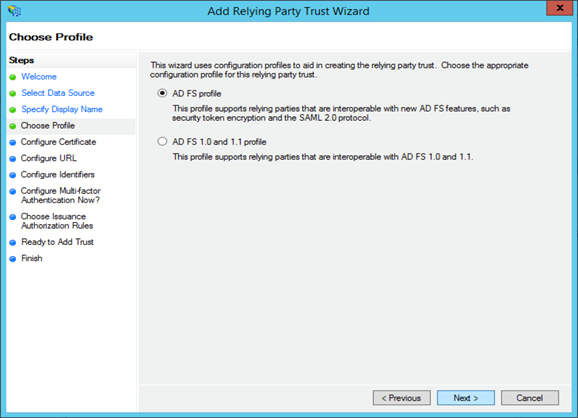 Add Relying Party Trust Wizard
Choose Profile
Steps
Welcome
Select Data Source
Specify Display Name
Choose Profile
Configure Certificate
Configure URL
Configure Identifiers
Configure Multi-factor
Authentication Now?
Choose Issuance
Authorization Rules
Ready to Add Trust
Finish
This wizard uses configuration profiles to aid in creating the relying party trust.  Choose the appropriate
configuration profile for this relying party trust.
AD FS profile
This profile supports relying parties that are interoperable with new AD FS features, such as
security token encryption and the SAML 2.0 protocol.
AD FS 1.0 and 1.1 profile
This profile supports relying parties that are interoperable with AD FS 1.0 and 1.1.
< Previous
Next >
Cancel